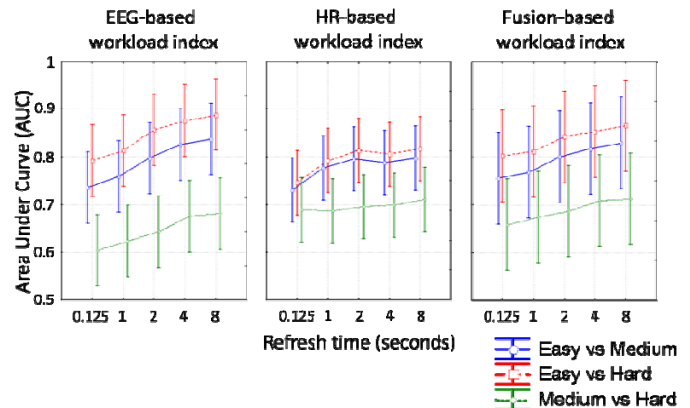 EEG-based
workload index
HR-based
workload index
Fusion-based
workload index
Area Under Curve (AUC)
1
0.9
0.8
0.7
0.6
0.5
0.125 1 2 4 8
0.125 1 2 4 8
0.125 1 2 4 8
Refresh time (seconds)
Easy vs Medium
Easy vs Hard
Medium vs Hard